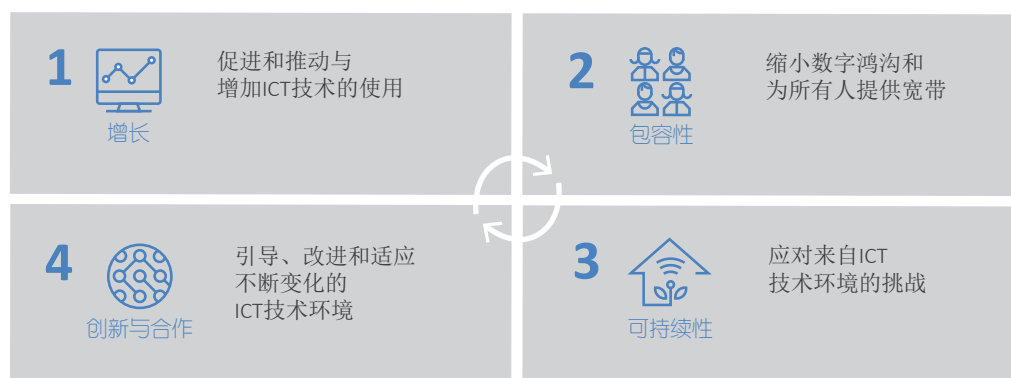 1
促进和推动与
增加ICT技术的使用
增长
2
缩小数字鸿沟和
为所有人提供宽带
包容性
3
应对来自ICT
技术环境的挑战
可持续性
4
引导、改进和适应
不断变化的
ICT技术环境
创新与合作